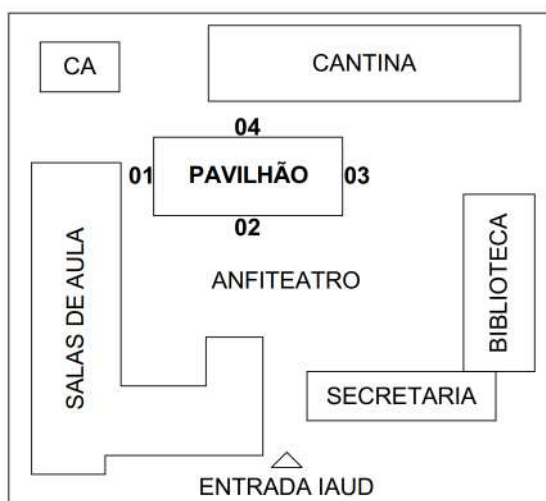 CA
CANTINA
04
01
PAVILHÃO
03
02
SALAS DE AULA
ANFITEATRO
BIBLIOTECA
SECRETARIA
ENTRADA IAUD